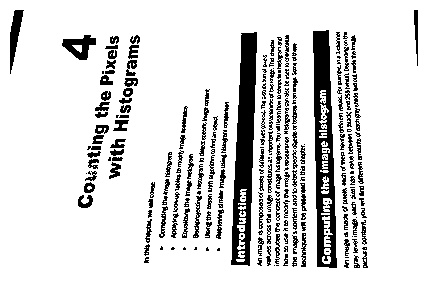 4
Counting the Pixels
with Histograms
In this chapter, we will cover:
▸ Computing the image histogram
▸ Applying look-up tables to modify image appearance
▸ Equalizing the image histogram
▸ Backprojecting a histogram to detect specific image content
▸ Using the mean shift algorithm to find an object
▸ Retrieving similar images using histogram comparison
Introduction
An image is composed of pixels of different values (colors). The distribution of pixel
values across the image constitutes an important characteristic of this image. This chapter
introduces the concept of image histograms. You will learn how to compute a histogram and
how to use it to modify the image's appearance. Histograms can also be used to characterize
the image's content and to detect specific objects or textures in an image. Some of these
techniques will be presented in this chapter.
Computing the image histogram
An image is made of pixels, each of them having different values. For example, in a 1-channel
gray-level image, each pixel has a value between 0 (black) and 255 (white). Depending on the
picture content, you will find different amounts of each gray shade laid out inside the image.